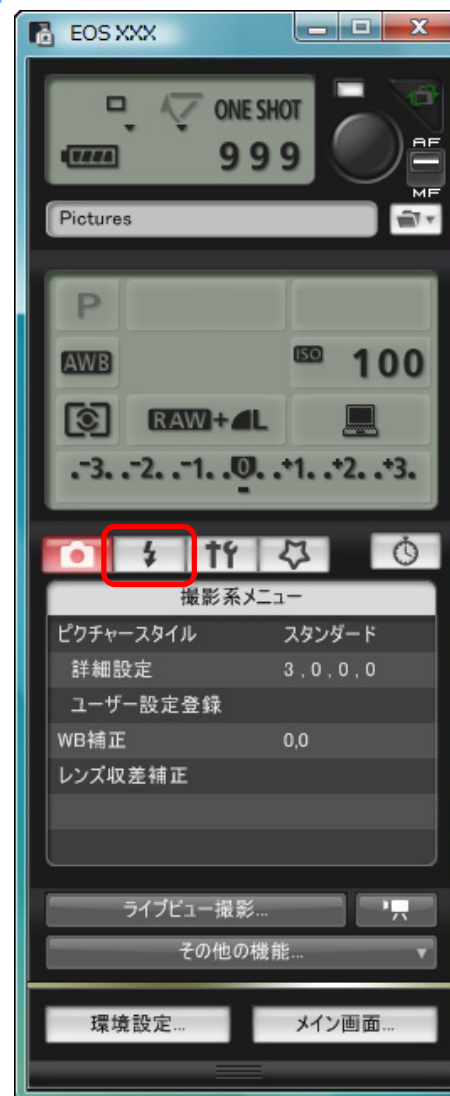 EOS XXX
ONE SHOT
999
AF
MF
Pictures
P
AWB
ISO 100
RAW+L
.-3. .-2. .-1. .0. .+1. .+2. .+3.
撮影系メニュー
ピクチャースタイル スタンダード
詳細設定 3,0,0,0
ユーザー設定登録
WB補正 0,0
レンズ収差補正
ライブビュー撮影...
その他の機能...
環境設定... メイン画面...